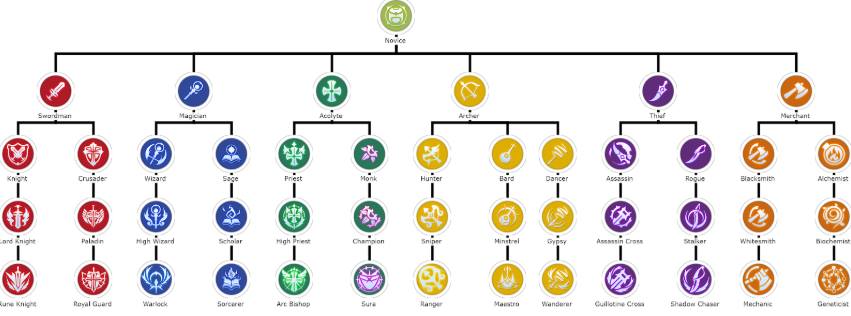 Novice
Swordman Magician Acolyte Archer Thief Merchant
Knight Crusader Wizard Sage Priest Monk Hunter Bard Dancer Assassin Rogue Blacksmith Alchemist
Lord Knight Paladin High Wizard Scholar High Priest Champion Sniper Minstrel Gypsy Assassin Cross Stalker Whitesmith Biochemist
Rune Knight Royal Guard Warlock Sorcerer Arc Bishop Sura Ranger Maestro Wanderer Guillotine Cross Shadow Chaser Mechanic Geneticist